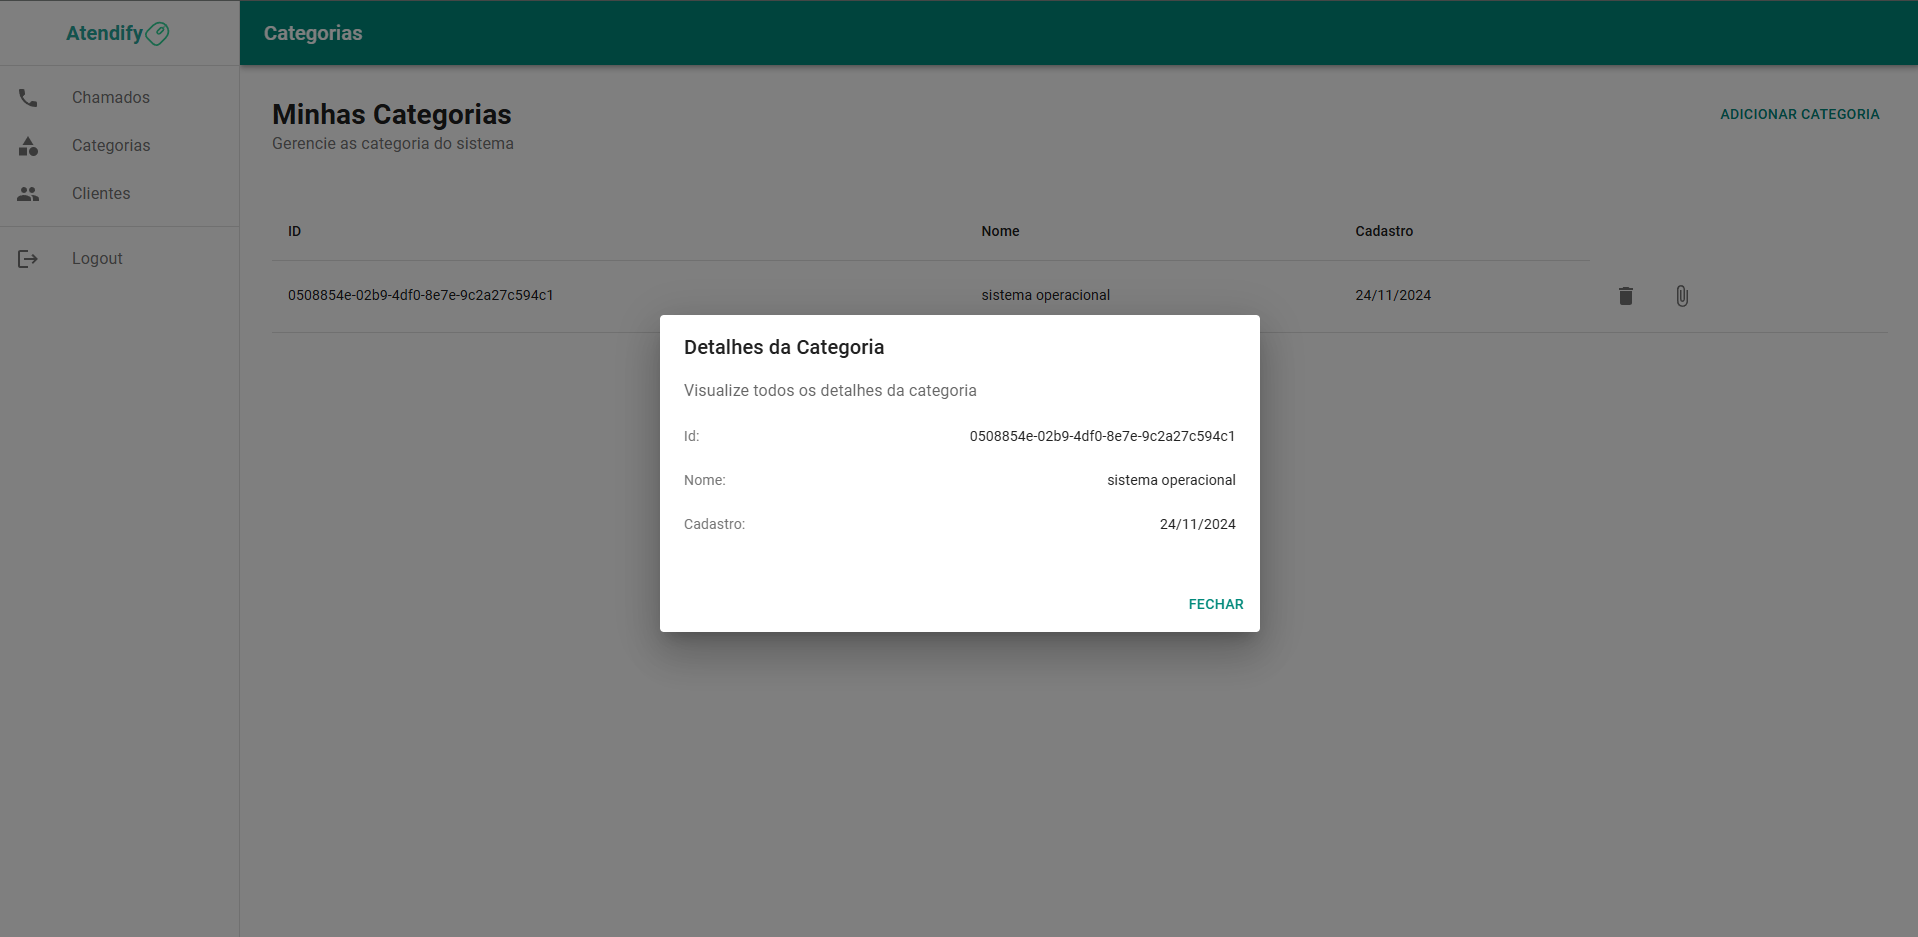 Atendify
Categorias
Chamados
Categorias
Clientes
Logout
Minhas Categorias
Gerencie as categoria do sistema
ADICIONAR CATEGORIA
ID Nome Cadastro
0508854e-02b9-4df0-8e7e-9c2a27c594c1 sistema operacional 24/11/2024
Detalhes da Categoria
Visualize todos os detalhes da categoria
Id: 0508854e-02b9-4df0-8e7e-9c2a27c594c1
Nome: sistema operacional
Cadastro: 24/11/2024
FECHAR